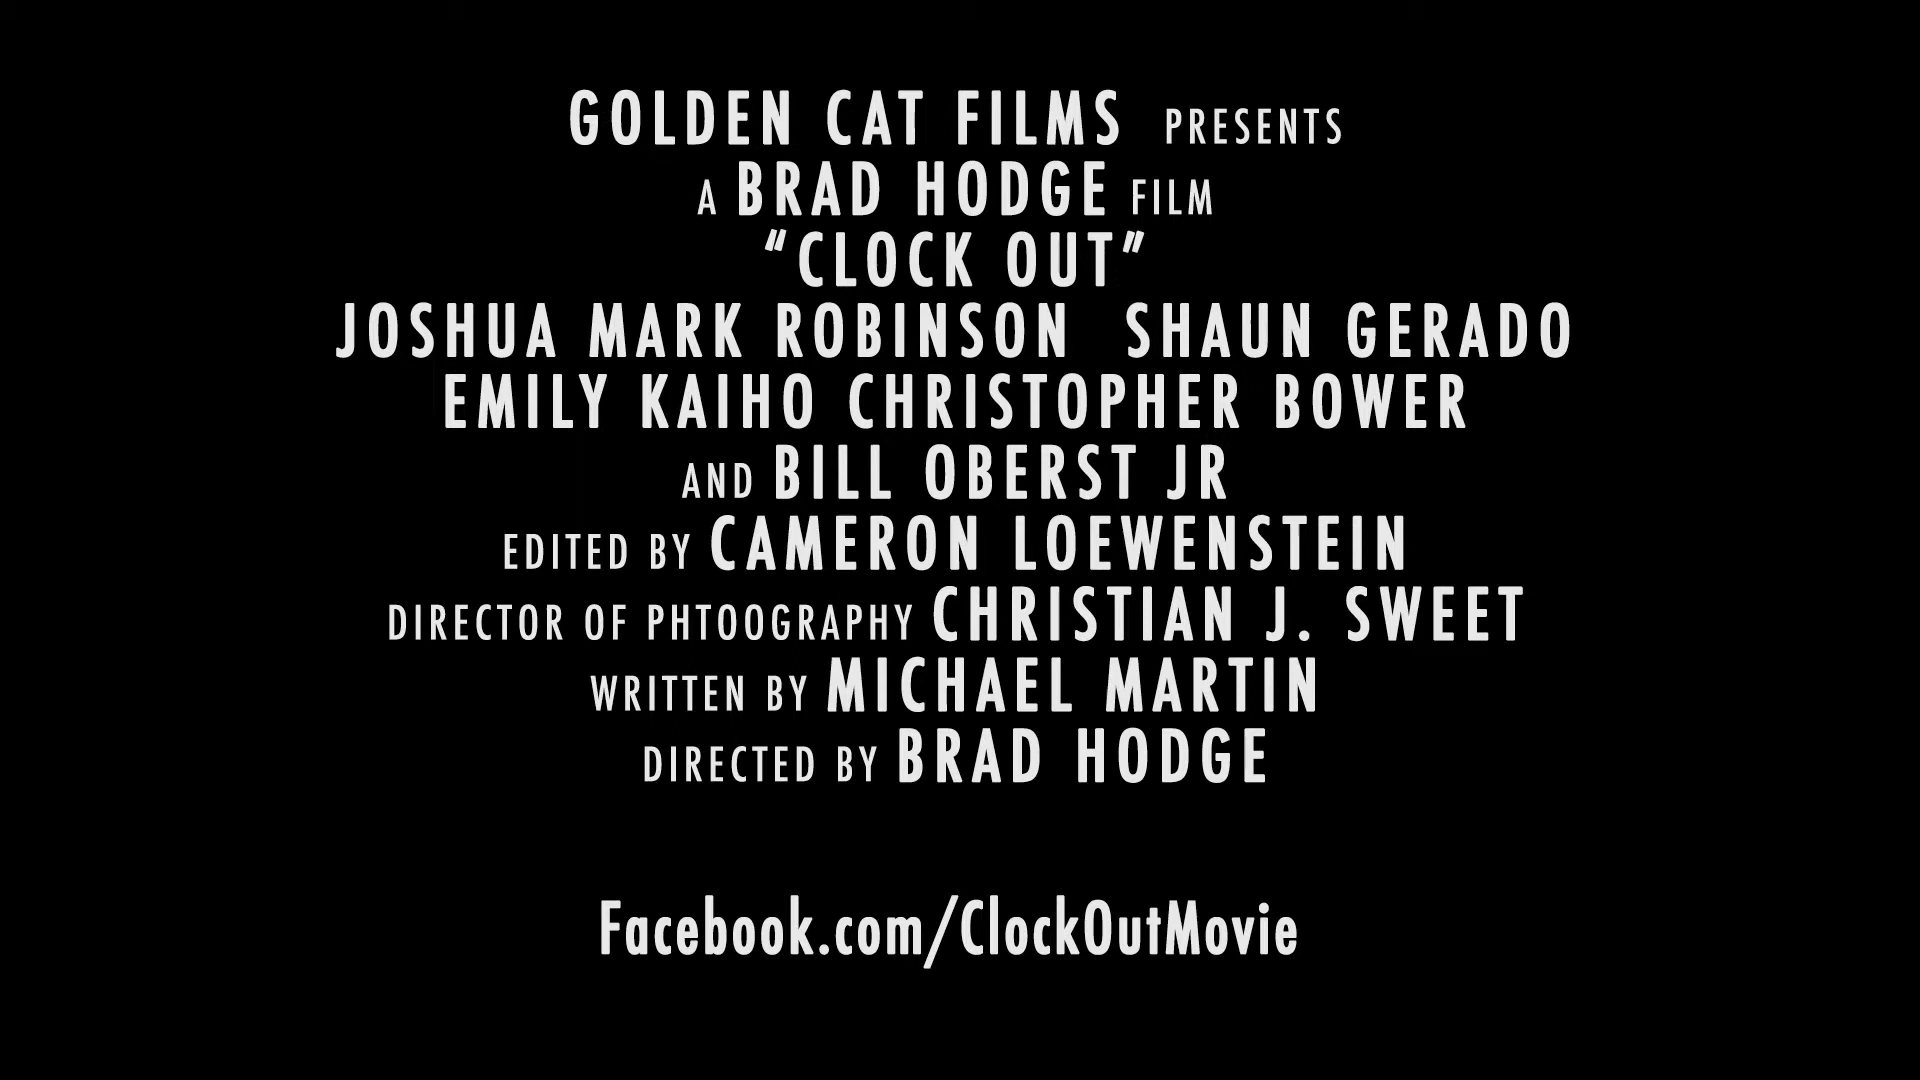 GOLDEN CAT FILMS PRESENTS
A BRAD HODGE FILM
“CLOCK OUT”
JOSHUA MARK ROBINSON SHAUN GERADO
EMILY KAIHO CHRISTOPHER BOWER
AND BILL OBERST JR
EDITED BY CAMERON LOEWENSTEIN
DIRECTOR OF PHTOOGRAPHY CHRISTIAN J. SWEET
WRITTEN BY MICHAEL MARTIN
DIRECTED BY BRAD HODGE
Facebook.com/ClockOutMovie